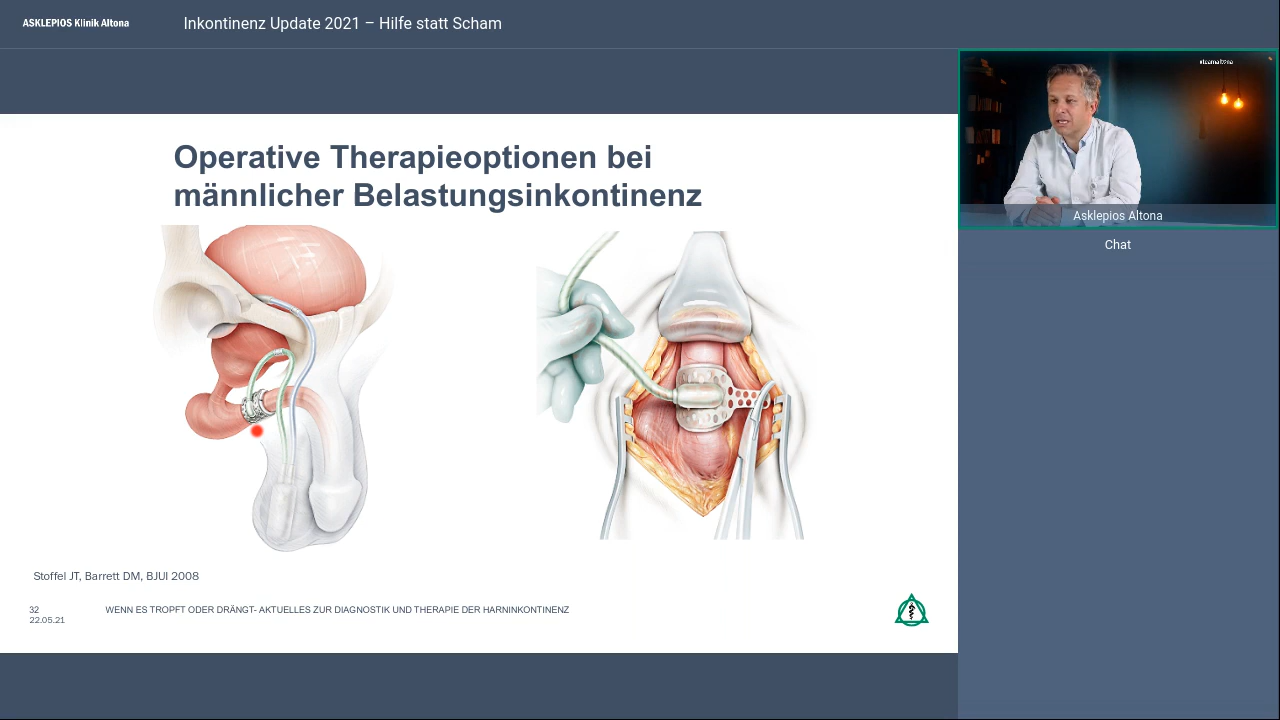 ASKLEPIOS Klinik Altona
Inkontinenz Update 2021 – Hilfe statt Scham
#teamaltona
Asklepios Altona
Chat
Operative Therapieoptionen bei
männlicher Belastungsinkontinenz
Stoffel JT, Barrett DM, BJUI 2008
32
WENN ES TROPFT ODER DRÄNGT- AKTUELLES ZUR DIAGNOSTIK UND THERAPIE DER HARNINKONTINENZ
22.05.21